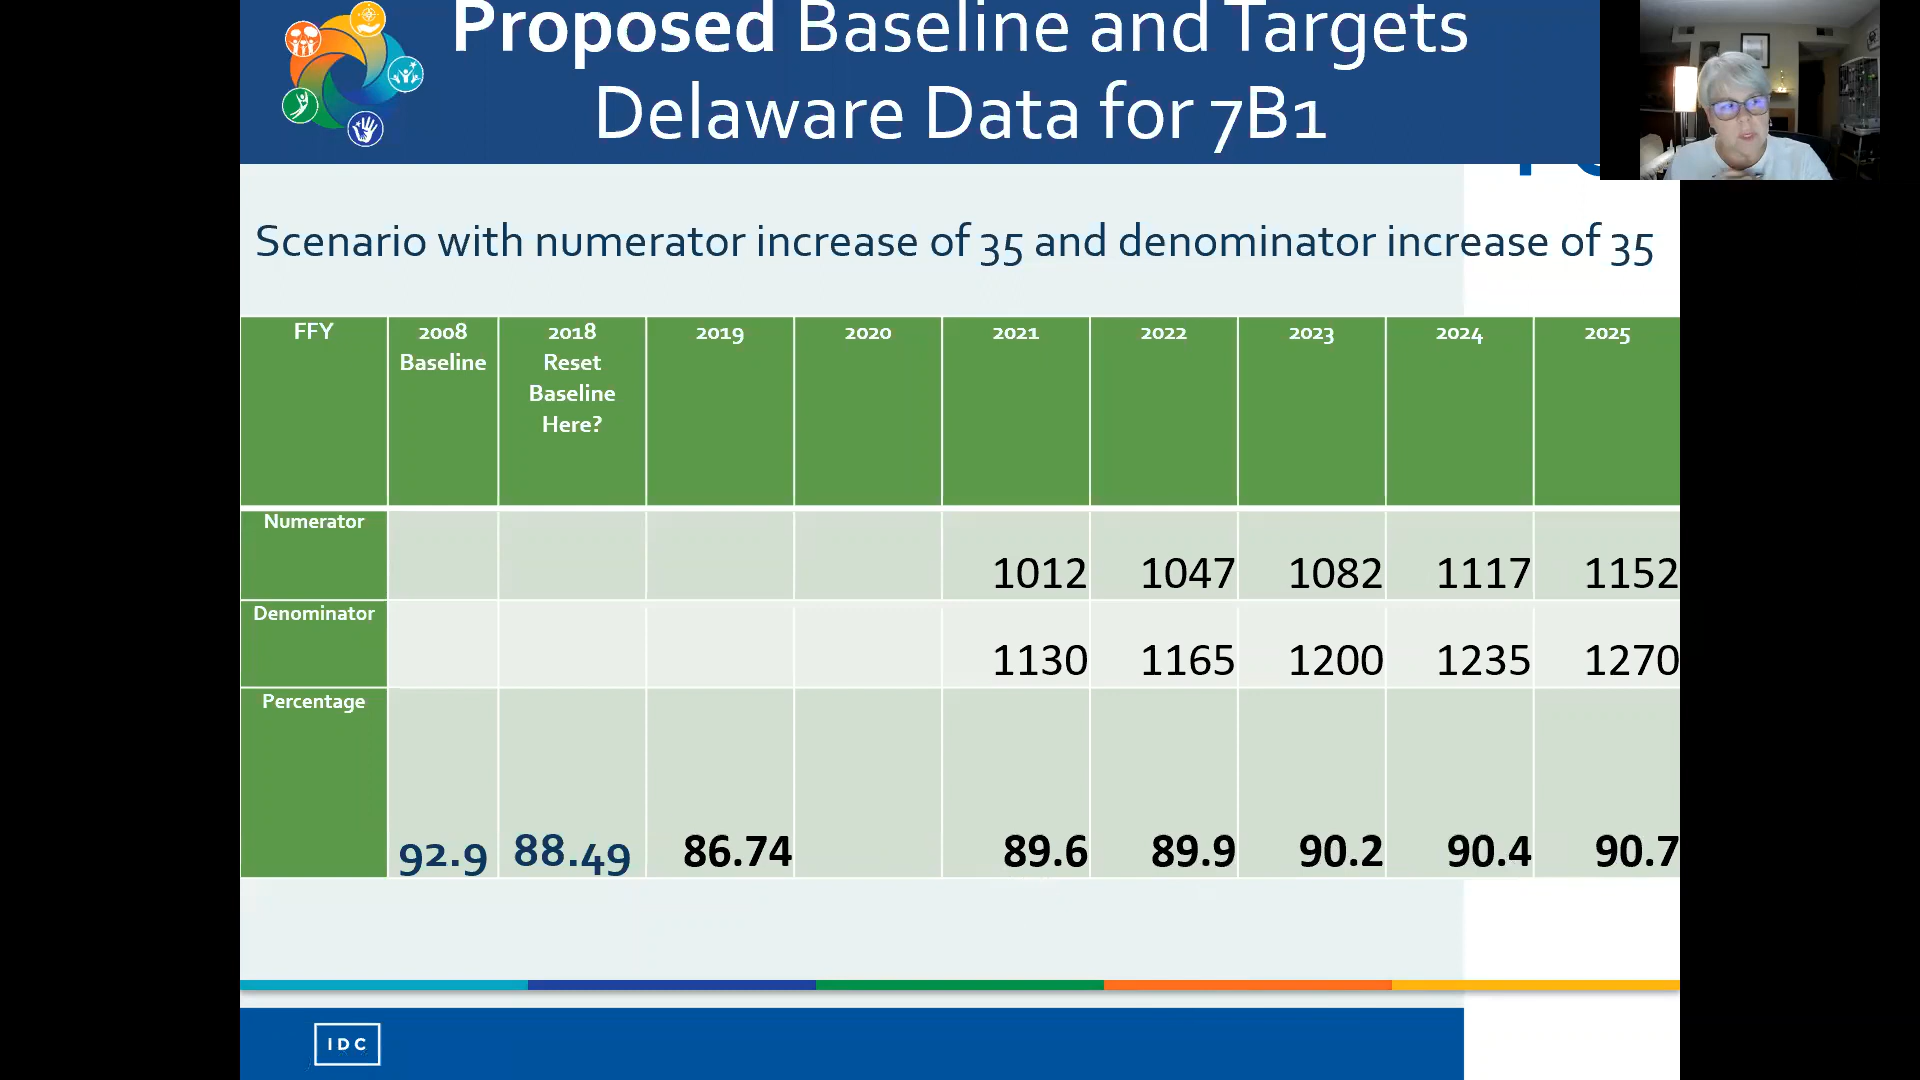 Proposed Baseline and Targets
Delaware Data for 7B1
Scenario with numerator increase of 35 and denominator increase of 35
FFY 2008 Baseline 2018 Reset Baseline Here? 2019 2020 2021 2022 2023 2024 2025
Numerator 1012 1047 1082 1117 1152
Denominator 1130 1165 1200 1235 1270
Percentage 92.9 88.49 86.74 89.6 89.9 90.2 90.4 90.7
IDC